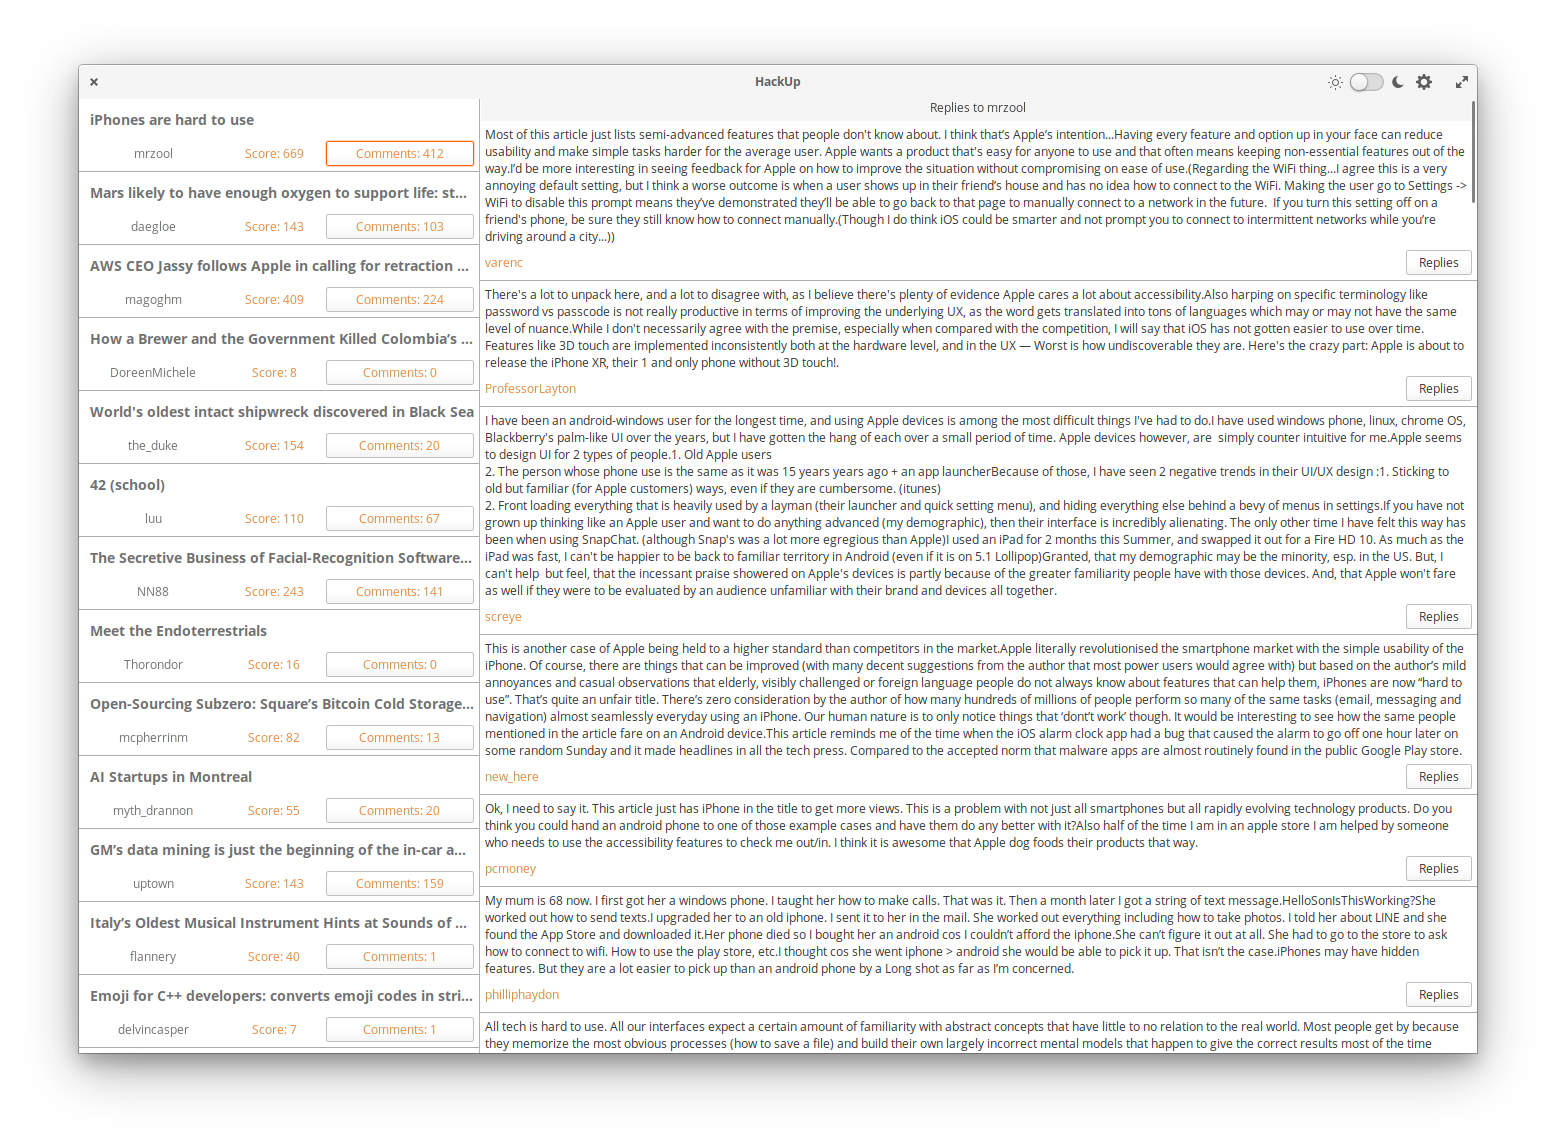 HackUp
iPhones are hard to use
mrzool Score: 669 Comments: 412
Mars likely to have enough oxygen to support life: st...
daegloe Score: 143 Comments: 103
AWS CEO Jassy follows Apple in calling for retraction ...
magoghm Score: 409 Comments: 224
How a Brewer and the Government Killed Colombia's ...
DoreenMichele Score: 8 Comments: 0
World's oldest intact shipwreck discovered in Black Sea
the_duke Score: 154 Comments: 20
42 (school)
luu Score: 110 Comments: 67
The Secretive Business of Facial-Recognition Software...
NN88 Score: 243 Comments: 141
Meet the Endoterrestrials
Thorondor Score: 16 Comments: 0
Open-Sourcing Subzero: Square's Bitcoin Cold Storage...
mcpherrinm Score: 82 Comments: 13
AI Startups in Montreal
myth_drannon Score: 55 Comments: 20
GM's data mining is just the beginning of the in-car a...
uptown Score: 143 Comments: 159
Italy's Oldest Musical Instrument Hints at Sounds of ...
flannery Score: 40 Comments: 1
Emoji for C++ developers: converts emoji codes in stri...
delvincasper Score: 7 Comments: 1
Replies to mrzool
Most of this article just lists semi-advanced features that people don't know about. I think that's Apple's intention...Having every feature and option up in your face can reduce
usability and make simple tasks harder for the average user. Apple wants a product that's easy for anyone to use and that often means keeping non-essential features out of the
way.I'd be more interesting in seeing feedback for Apple on how to improve the situation without compromising on ease of use.(Regarding the WiFi thing...I agree this is a very
annoying default setting, but I think a worse outcome is when a user shows up in their friend's house and has no idea how to connect to the WiFi. Making the user go to Settings ->
WiFi to disable this prompt means they've demonstrated they'll be able to go back to that page to manually connect to a network in the future.  If you turn this setting off on a
friend's phone, be sure they still know how to connect manually.(Though I do think iOS could be smarter and not prompt you to connect to intermittent networks while you're
driving around a city...))
varenc Replies
There's a lot to unpack here, and a lot to disagree with, as I believe there's plenty of evidence Apple cares a lot about accessibility.Also harping on specific terminology like
password vs passcode is not really productive in terms of improving the underlying UX, as the word gets translated into tons of languages which may or may not have the same
level of nuance.While I don't necessarily agree with the premise, especially when compared with the competition, I will say that iOS has not gotten easier to use over time.
Features like 3D touch are implemented inconsistently both at the hardware level, and in the UX — Worst is how undiscoverable they are. Here's the crazy part: Apple is about to
release the iPhone XR, their 1 and only phone without 3D touch!.
ProfessorLayton Replies
I have been an android-windows user for the longest time, and using Apple devices is among the most difficult things I've had to do.I have used windows phone, linux, chrome OS,
Blackberry's palm-like UI over the years, but I have gotten the hang of each over a small period of time. Apple devices however, are  simply counter intuitive for me.Apple seems
to design UI for 2 types of people.1. Old Apple users
2. The person whose phone use is the same as it was 15 years years ago + an app launcherBecause of those, I have seen 2 negative trends in their UI/UX design :1. Sticking to
old but familiar (for Apple customers) ways, even if they are cumbersome. (itunes)
2. Front loading everything that is heavily used by a layman (their launcher and quick setting menu), and hiding everything else behind a bevy of menus in settings.If you have not
grown up thinking like an Apple user and want to do anything advanced (my demographic), then their interface is incredibly alienating. The only other time I have felt this way has
been when using SnapChat. (although Snap's was a lot more egregious than Apple)I used an iPad for 2 months this Summer, and swapped it out for a Fire HD 10. As much as the
iPad was fast, I can't be happier to be back to familiar territory in Android (even if it is on 5.1 Lollipop)Granted, that my demographic may be the minority, esp. in the US. But, I
can't help  but feel, that the incessant praise showered on Apple's devices is partly because of the greater familiarity people have with those devices. And, that Apple won't fare
as well if they were to be evaluated by an audience unfamiliar with their brand and devices all together.
screye Replies
This is another case of Apple being held to a higher standard than competitors in the market.Apple literally revolutionised the smartphone market with the simple usability of the
iPhone. Of course, there are things that can be improved (with many decent suggestions from the author that most power users would agree with) but based on the author's mild
annoyances and casual observations that elderly, visibly challenged or foreign language people do not always know about features that can help them, iPhones are now “hard to
use”. That's quite an unfair title. There's zero consideration by the author of how many hundreds of millions of people perform so many of the same tasks (email, messaging and
navigation) almost seamlessly everyday using an iPhone. Our human nature is to only notice things that ‘dont't work’ though. It would be interesting to see how the same people
mentioned in the article fare on an Android device.This article reminds me of the time when the iOS alarm clock app had a bug that caused the alarm to go off one hour later on
some random Sunday and it made headlines in all the tech press. Compared to the accepted norm that malware apps are almost routinely found in the public Google Play store.
new_here Replies
Ok, I need to say it. This article just has iPhone in the title to get more views. This is a problem with not just all smartphones but all rapidly evolving technology products. Do you
think you could hand an android phone to one of those example cases and have them do any better with it?Also half of the time I am in an apple store I am helped by someone
who needs to use the accessibility features to check me out/in. I think it is awesome that Apple dog foods their products that way.
pcmoney Replies
My mum is 68 now. I first got her a windows phone. I taught her how to make calls. That was it. Then a month later I got a string of text message.HelloSonIsThisWorking?She
worked out how to send texts.I upgraded her to an old iphone. I sent it to her in the mail. She worked out everything including how to take photos. I told her about LINE and she
found the App Store and downloaded it.Her phone died so I bought her an android cos I couldn't afford the iphone.She can't figure it out at all. She had to go to the store to ask
how to connect to wifi. How to use the play store, etc.I thought cos she went iphone > android she would be able to pick it up. That isn't the case.iPhones may have hidden
features. But they are a lot easier to pick up than an android phone by a Long shot as far as I'm concerned.
philliphaydon Replies
All tech is hard to use. All our interfaces expect a certain amount of familiarity with abstract concepts that have little to no relation to the real world. Most people get by because
they memorize the most obvious processes (how to save a file) and build their own largely incorrect mental models that happen to give the correct results most of the time